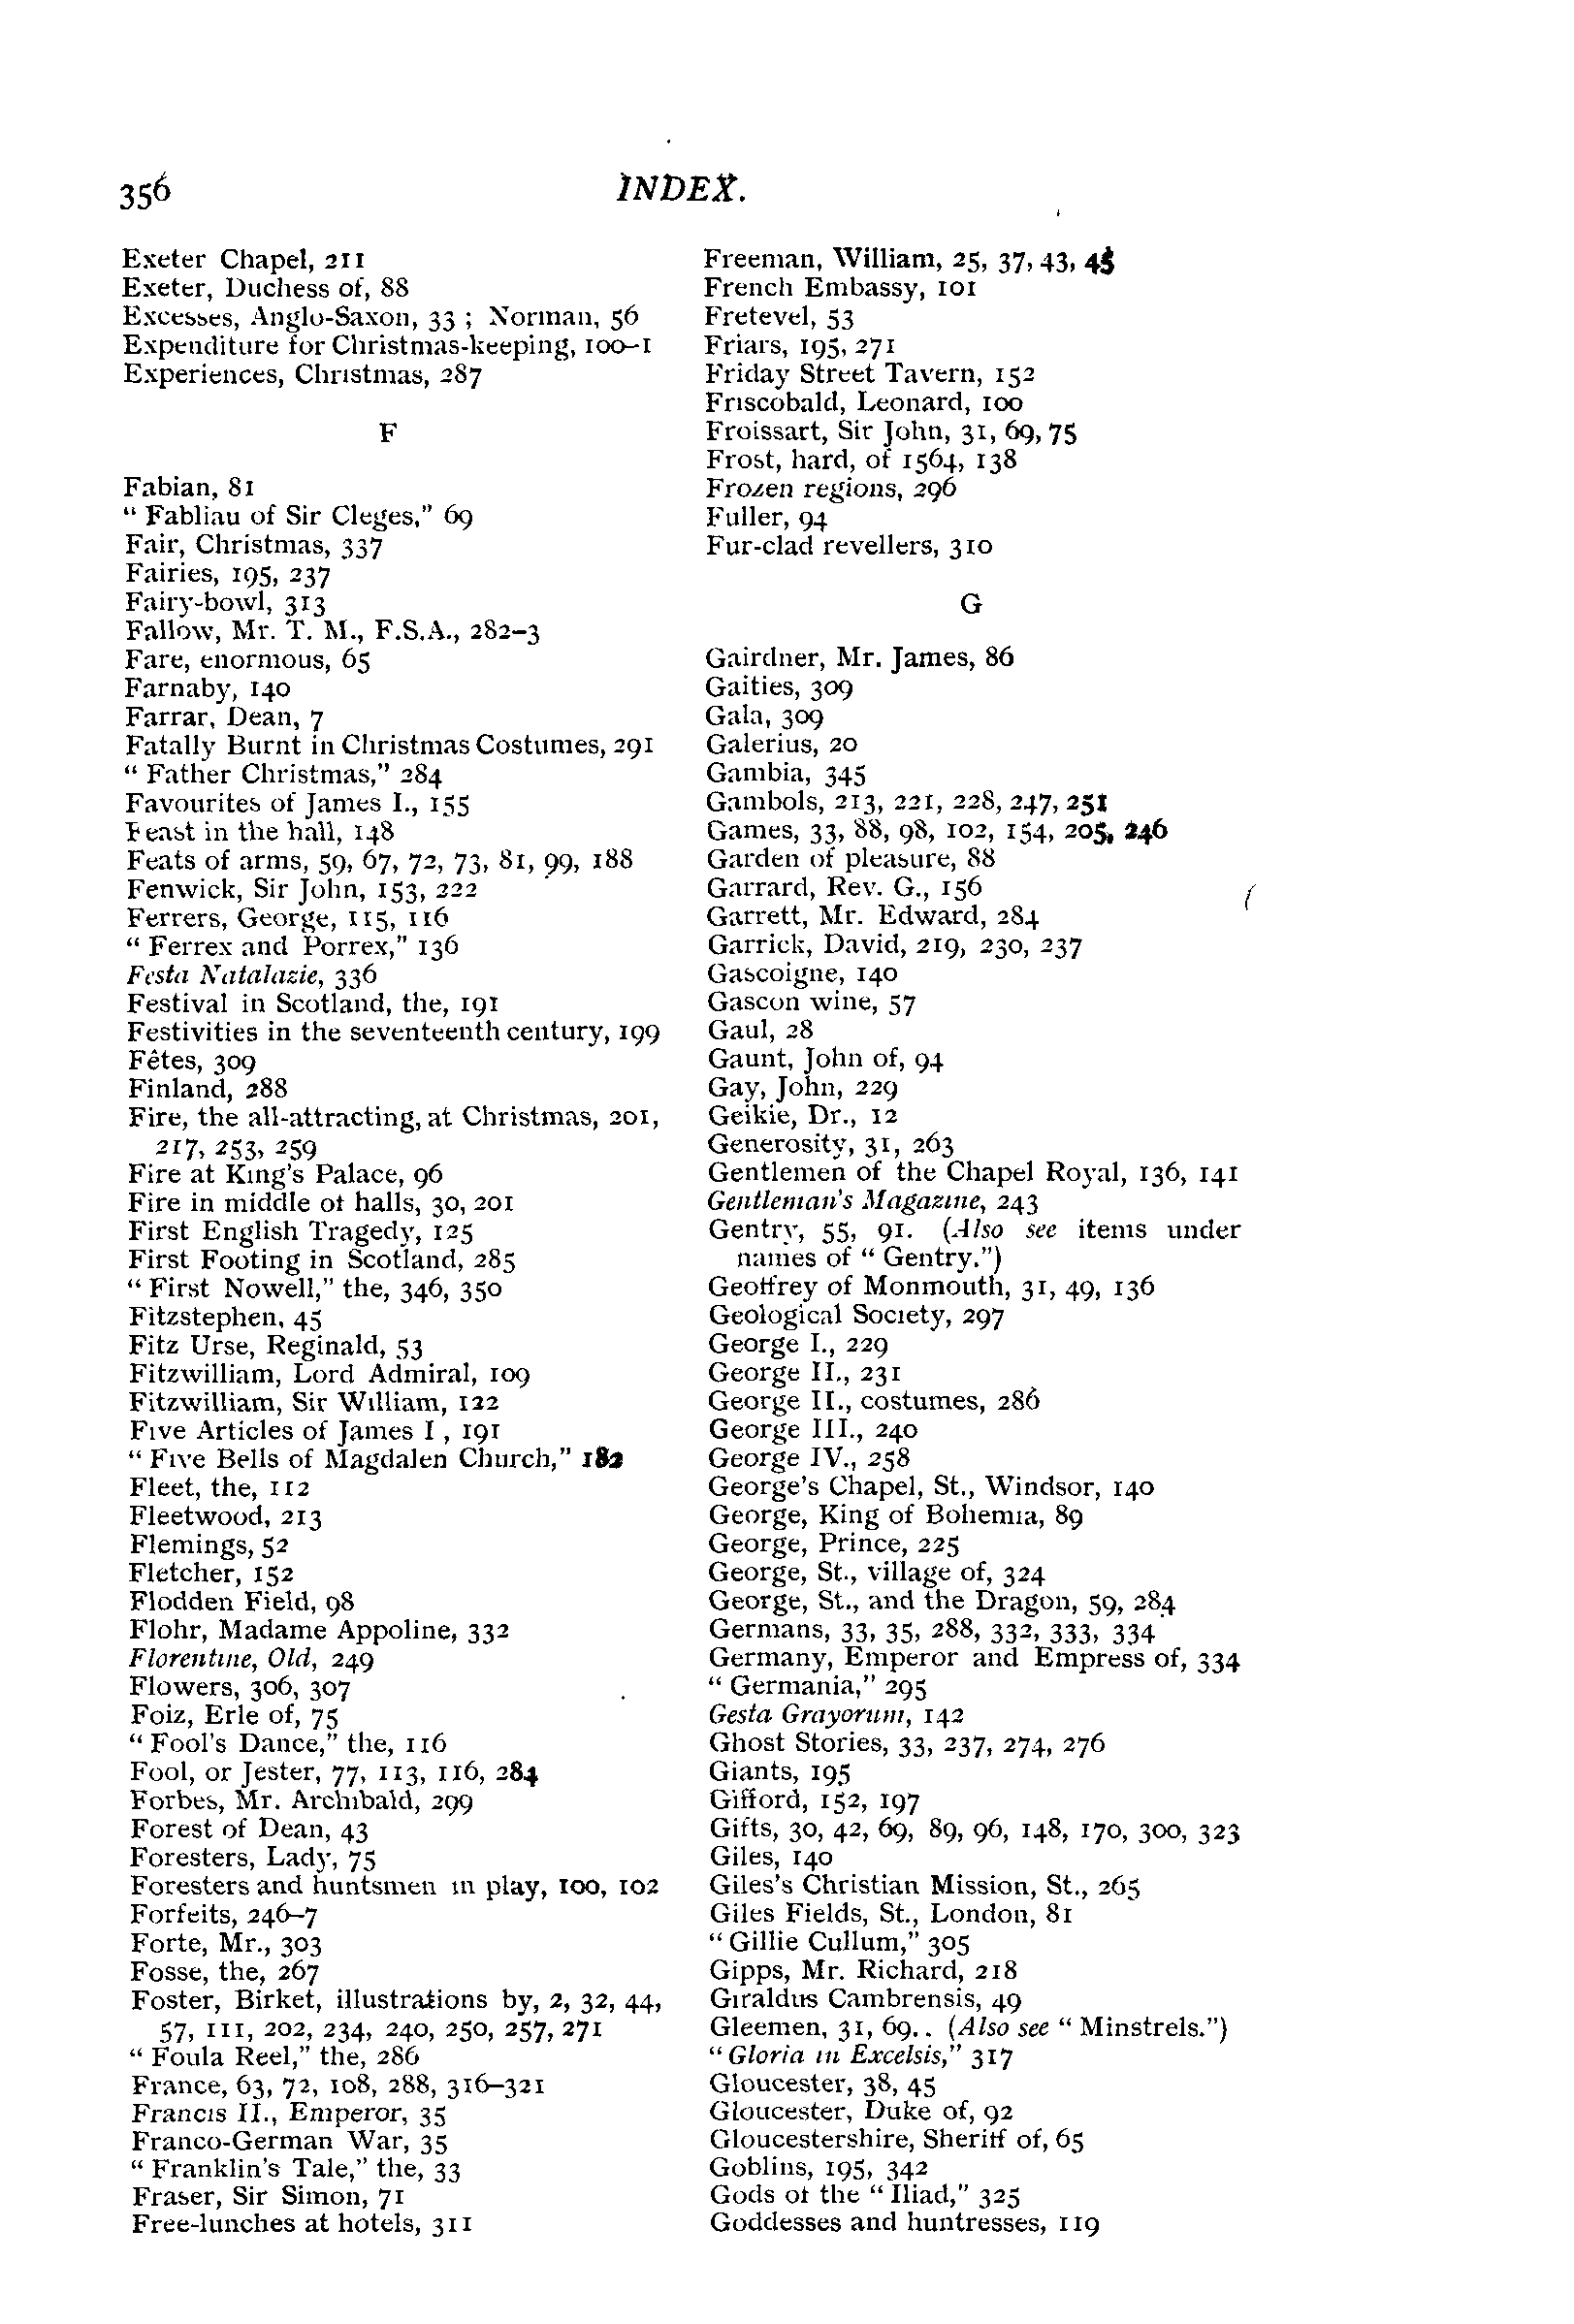 356
INDEX.
Exeter Chapel, 211
Exeter, Duchess of, 88
Excesses, Anglo-Saxon, 33 ; Norman, 56
Expenditure for Christmas-keeping, 100–1
Experiences, Christmas, 287
F
Fabian, 81
“ Fabliau of Sir Cleges,” 69
Fair, Christmas, 337
Fairies, 195, 237
Fairy-bowl, 313
Fallow, Mr. T. M., F.S.A., 282–3
Fare, enormous, 65
Farnaby, 140
Farrar, Dean, 7
Fatally Burnt in Christmas Costumes, 291
“ Father Christmas,” 284
Favourites of James I., 155
Feast in the hall, 148
Feats of arms, 59, 67, 72, 73, 81, 99, 188
Fenwick, Sir John, 153, 222
Ferrers, George, 115, 116
“ Ferrex and Porrex,” 136
Festa Natalazie, 336
Festival in Scotland, the, 191
Festivities in the seventeenth century, 199
Fêtes, 309
Finland, 288
Fire, the all-attracting, at Christmas, 201,
217, 253, 259
Fire at King’s Palace, 96
Fire in middle of halls, 30, 201
First English Tragedy, 125
First Footing in Scotland, 285
“ First Nowell,” the, 346, 350
Fitzstephen, 45
Fitz Urse, Reginald, 53
Fitzwilliam, Lord Admiral, 109
Fitzwilliam, Sir William, 122
Five Articles of James I , 191
“ Five Bells of Magdalen Church,” 182
Fleet, the, 112
Fleetwood, 213
Flemings, 52
Fletcher, 152
Flodden Field, 98
Flohr, Madame Appoline, 332
Florentine, Old, 249
Flowers, 306, 307
Foiz, Erle of, 75
“ Fool’s Dance,” the, 116
Fool, or Jester, 77, 113, 116, 284
Forbes, Mr. Archibald, 299
Forest of Dean, 43
Foresters, Lady, 75
Foresters and huntsmen in play, 100, 102
Forfeits, 246–7
Forte, Mr., 303
Fosse, the, 267
Foster, Birket, illustrations by, 2, 32, 44,
57, 111, 202, 234, 240, 250, 257, 271
“ Foula Reel,” the, 286
France, 63, 72, 108, 288, 316–321
Francis II., Emperor, 35
Franco-German War, 35
“ Franklin’s Tale,” the, 33
Fraser, Sir Simon, 71
Free-lunches at hotels, 311
Freeman, William, 25, 37, 43, 45
French Embassy, 101
Fretevel, 53
Friars, 195, 271
Friday Street Tavern, 152
Friscobald, Leonard, 100
Froissart, Sir John, 31, 69, 75
Frost, hard, of 1564, 138
Frozen regions, 296
Fuller, 94
Fur-clad revellers, 310
G
Gairdner, Mr. James, 86
Gaities, 309
Gala, 309
Galerius, 20
Gambia, 345
Gambols, 213, 221, 228, 247, 251
Games, 33, 88, 98, 102, 154, 205, 246
Garden of pleasure, 88
Garrard, Rev. G., 156
Garrett, Mr. Edward, 284
Garrick, David, 219, 230, 237
Gascoigne, 140
Gascon wine, 57
Gaul, 28
Gaunt, John of, 94
Gay, John, 229
Geikie, Dr., 12
Generosity, 31, 263
Gentlemen of the Chapel Royal, 136, 141
Gentleman’s Magazine, 243
Gentry, 55, 91. (Also see items under
names of “ Gentry.”)
Geoffrey of Monmouth, 31, 49, 136
Geological Society, 297
George I., 229
George II., 231
George II., costumes, 286
George III., 240
George IV., 258
George’s Chapel, St., Windsor, 140
George, King of Bohemia, 89
George, Prince, 225
George, St., village of, 324
George, St., and the Dragon, 59, 284
Germans, 33, 35, 288, 332, 333, 334
Germany, Emperor and Empress of, 334
“ Germania,” 295
Gesta Grayorum, 142
Ghost Stories, 33, 237, 274, 276
Giants, 195
Gifford, 152, 197
Gifts, 30, 42, 69, 89, 96, 148, 170, 300, 323
Giles, 140
Giles’s Christian Mission, St., 265
Giles Fields, St., London, 81
“ Gillie Cullum,” 305
Gipps, Mr. Richard, 218
Giraldus Cambrensis, 49
Gleemen, 31, 69.. (Also see “ Minstrels.”)
“ Gloria in Excelsis,” 317
Gloucester, 38, 45
Gloucester, Duke of, 92
Gloucestershire, Sheriff of, 65
Goblins, 195, 342
Gods of the “ Iliad,” 325
Goddesses and huntresses, 119